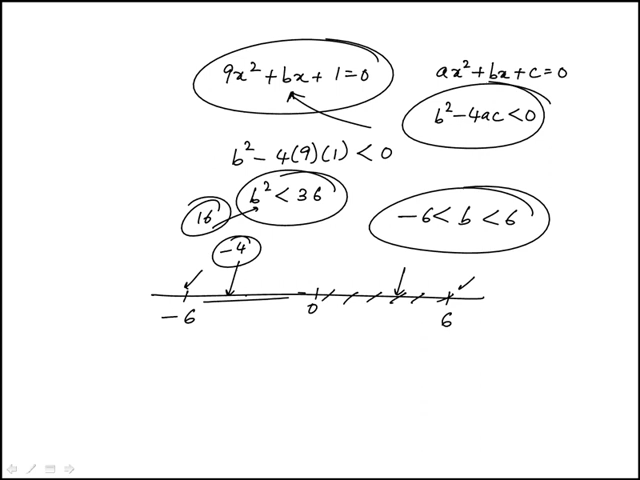 9x² + bx + 1 = 0
ax² + bx + c = 0
b² - 4ac < 0
b² - 4(9)(1) < 0
b² < 36
16
-6 < b < 6
-4
-6
0
6